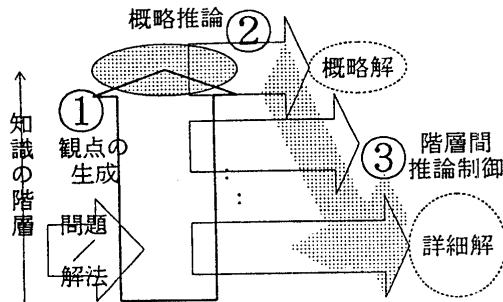 概略推論
②
概略解
①
観点の
生成
知識の階層
③
階層間
推論制御
問題
／
解法
詳細解